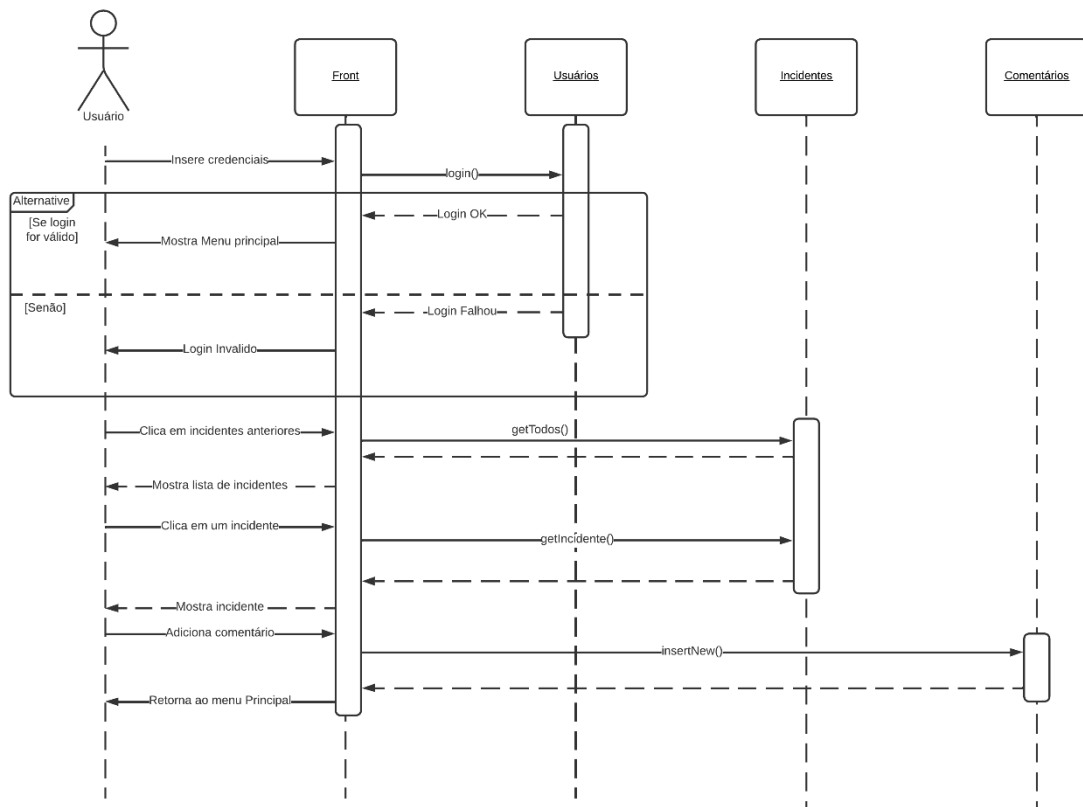 Usuário
Front
Usuários
Incidentes
Comentários
Insere credenciais
login()
Alternative
[Se login
for válido]
Login OK
Mostra Menu principal
[Senão]
Login Falhou
Login Invalido
Clica em incidentes anteriores
getTodos()
Mostra lista de incidentes
Clica em um incidente
getIncidente()
Mostra incidente
Adiciona comentário
insertNew()
Retorna ao menu Principal